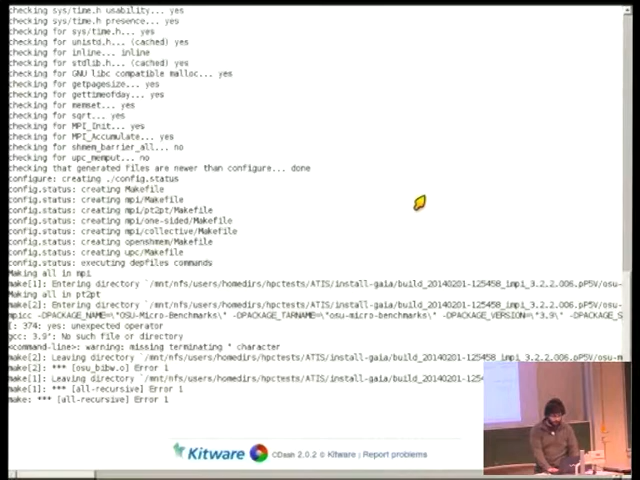 checking sys/time.h usability... yes
checking sys/time.h presence... yes
checking for sys/time.h... yes
checking for unistd.h... (cached) yes
checking for inline... inline
checking for stdlib.h... (cached) yes
checking for GNU libc compatible malloc... yes
checking for getpagesize... yes
checking for gettimeofday... yes
checking for memset... yes
checking for sqrt... yes
checking for MPI_Init... yes
checking for MPI_Accumulate... yes
checking for shmem_barrier_all... no
checking for upc_memput... no
checking that generated files are newer than configure... done
configure: creating ./config.status
config.status: creating Makefile
config.status: creating mpi/Makefile
config.status: creating mpi/pt2pt/Makefile
config.status: creating mpi/one-sided/Makefile
config.status: creating mpi/collective/Makefile
config.status: creating openshmem/Makefile
config.status: creating upc/Makefile
config.status: executing depfiles commands
Making all in mpi
make[1]: Entering directory `/mnt/nfs/users/homedirs/hpctests/ATIS/install-gaia/build_20140201-125458_impi_3.2.2.006.pP5V/osu-
Making all in pt2pt
make[2]: Entering directory `/mnt/nfs/users/homedirs/hpctests/ATIS/install-gaia/build_20140201-125458_impi_3.2.2.006.pP5V/osu-
mpicc -DPACKAGE_NAME=\"OSU-Micro-Benchmarks\" -DPACKAGE_TARNAME=\"osu-micro-benchmarks\" -DPACKAGE_VERSION=\"3.9\" -DPACKAGE_S
[: 374: yes: unexpected operator
gcc: 3.9": No such file or directory
<command-line>: warning: missing terminating " character
make[2]: Leaving directory `/mnt/nfs/users/homedirs/hpctests/ATIS/install-gaia/build_20140201-125458_impi_3.2.2.006.pP5V/osu-m
make[2]: *** [osu_bibw.o] Error 1
make[1]: Leaving directory `/mnt/nfs/users/homedirs/hpctests/ATIS/install-gaia/build_20140201-1254
make[1]: *** [all-recursive] Error 1
make: *** [all-recursive] Error 1
Kitware
CDash 2.0.2 © Kitware | Report problems